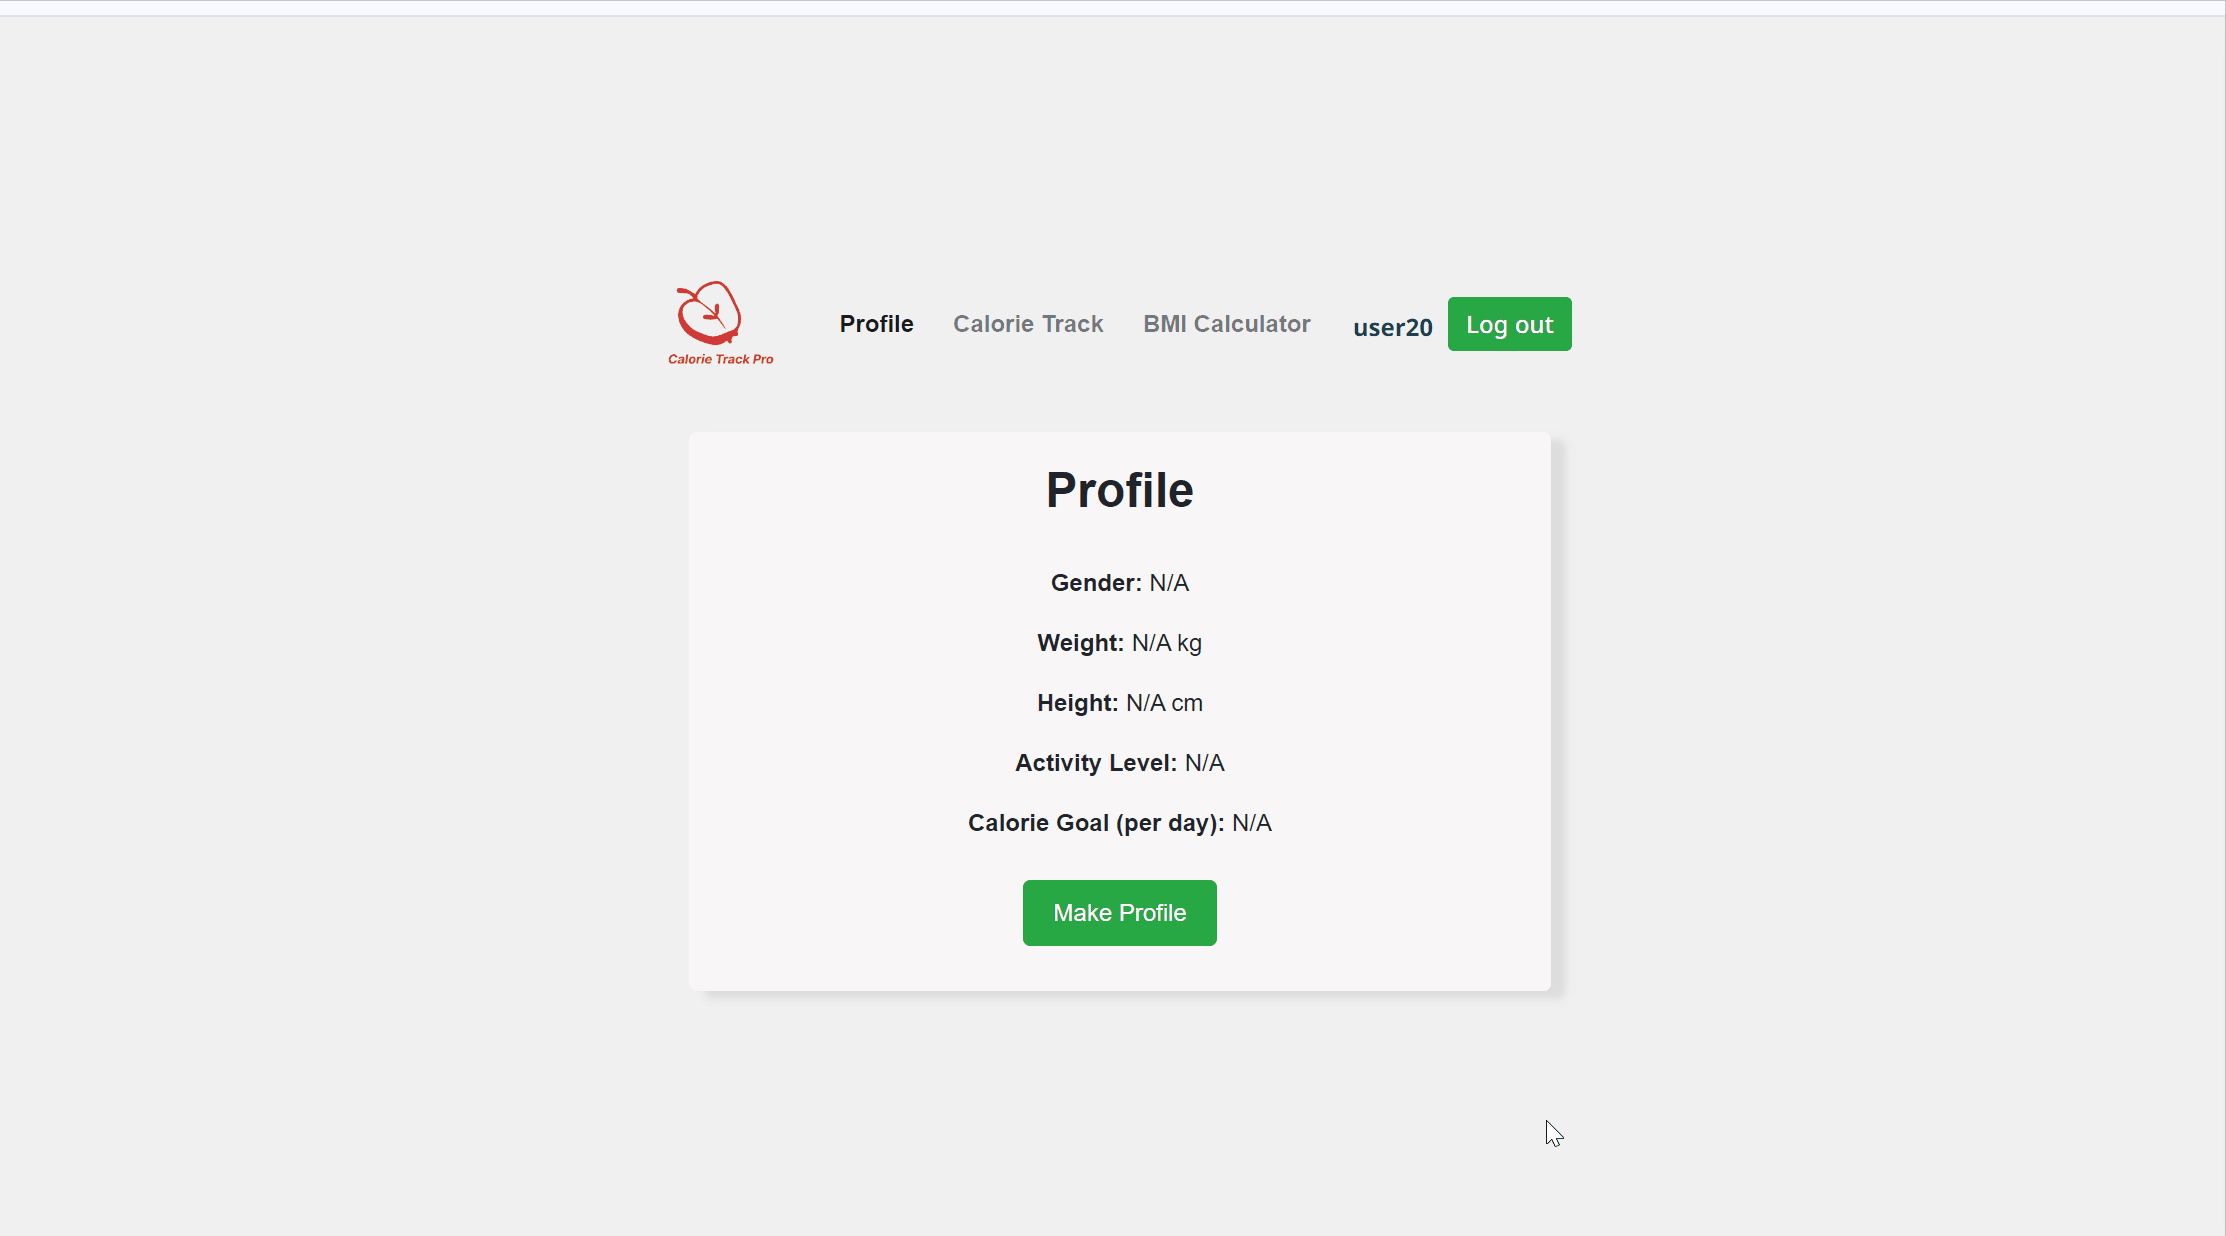 Calorie Track Pro
Profile Calorie Track BMI Calculator user20 Log out
Profile
Gender: N/A
Weight: N/A kg
Height: N/A cm
Activity Level: N/A
Calorie Goal (per day): N/A
Make Profile